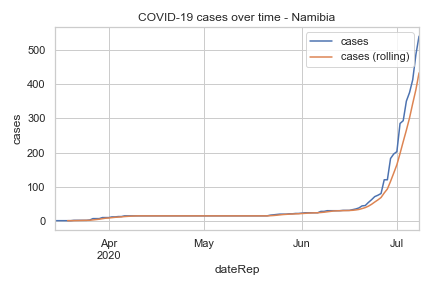 COVID-19 cases over time - Namibia
cases
cases (rolling)
500
400
300
200
100
0
cases
Apr
2020
May
Jun
Jul
dateRep